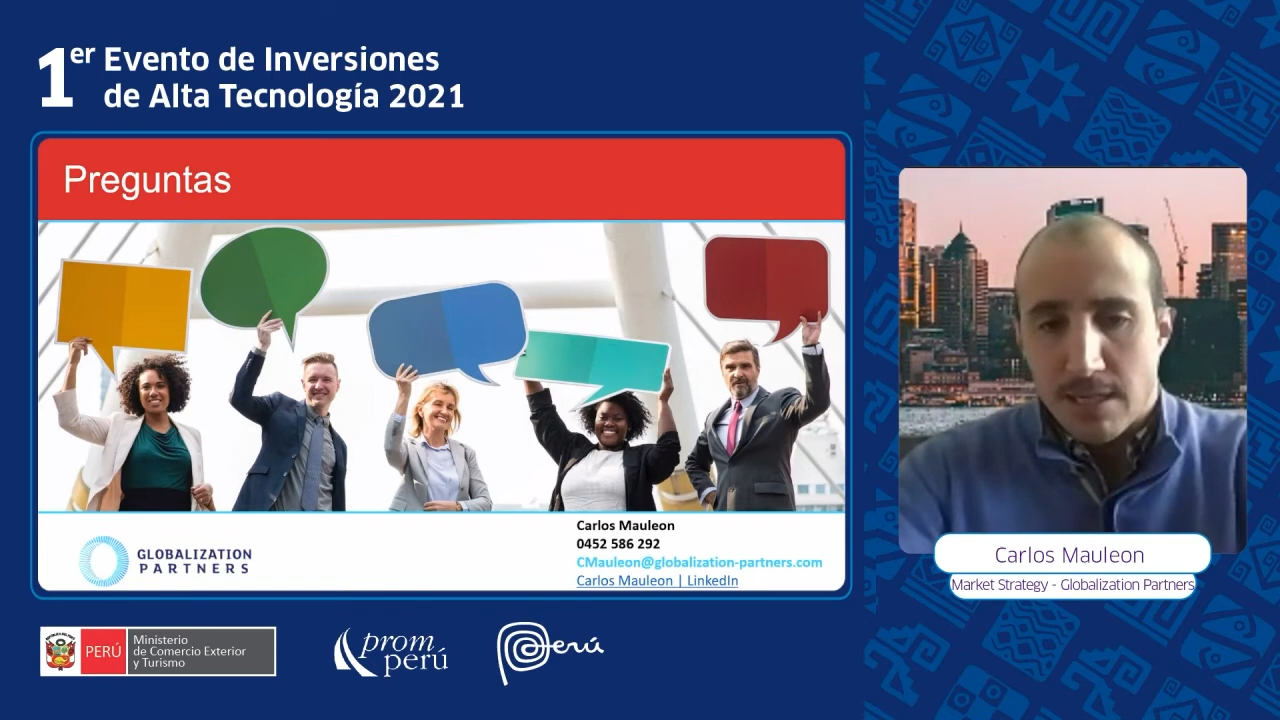 1er Evento de Inversiones
de Alta Tecnología 2021
Preguntas
GLOBALIZATION
PARTNERS
Carlos Mauleon
0452 586 292
CMauleon@globalization-partners.com
Carlos Mauleon | LinkedIn
Carlos Mauleon
Market Strategy - Globalization Partners
PERÚ
Ministerio
de Comercio Exterior
y Turismo
prom
perú
Perú